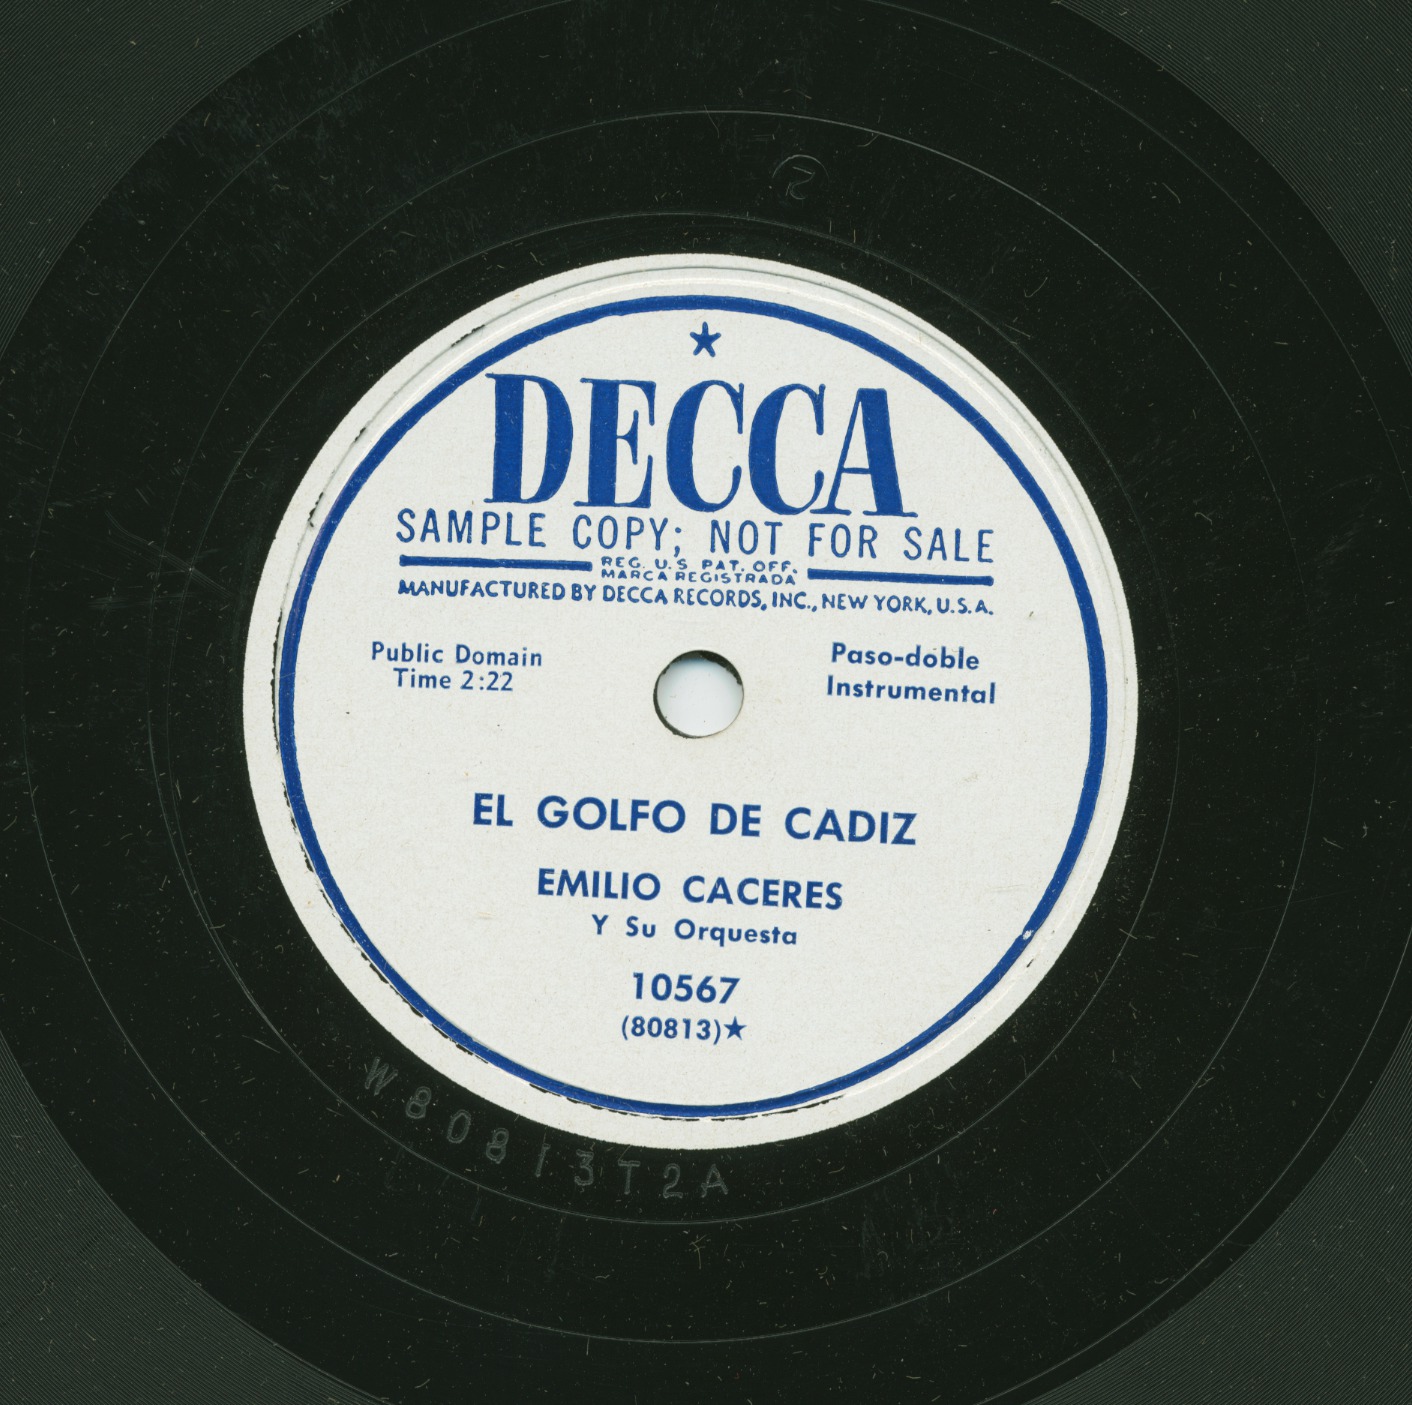 DECCA
SAMPLE COPY; NOT FOR SALE
REG. U.S. PAT. OFF.
MARCA REGISTRADA
MANUFACTURED BY DECCA RECORDS, INC., NEW YORK, U.S.A.
Public Domain
Time 2:22
Paso-doble
Instrumental
EL GOLFO DE CADIZ
EMILIO CACERES
Y Su Orquesta
10567
(80813)★
W80813T2A
2